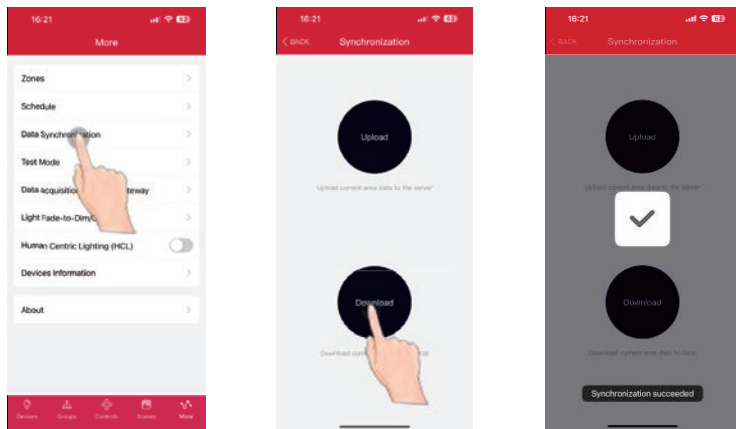 16:21
More
Zones
Schedule
Data Synchronization
Test Mode
Data acquisition teway
Light Fade-to-Dim/
Human Centric Lighting (HCL)
Devices Information
About
Devices Groups Controls Scenes More
16:21
< BACK Synchronization
Upload
Upload current area data to the server
Download
Download
16:21
< BACK Synchronization
Upload
Upload current area data to the server
Download
Download current area data to local
Synchronization succeeded